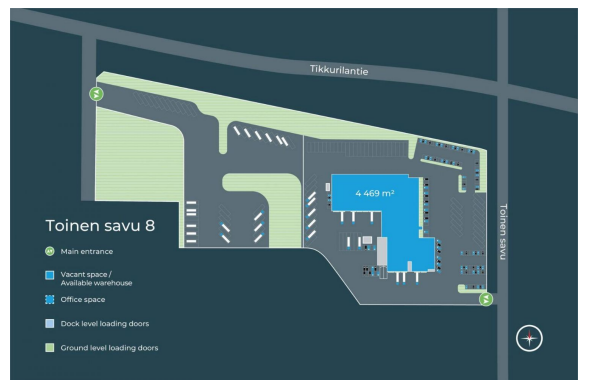 Tikkurilantie
4 469 m²
Toinen savu
Toinen savu 8
Main entrance
Vacant space /
Available warehouse
Office space
Dock level loading doors
Ground level loading doors